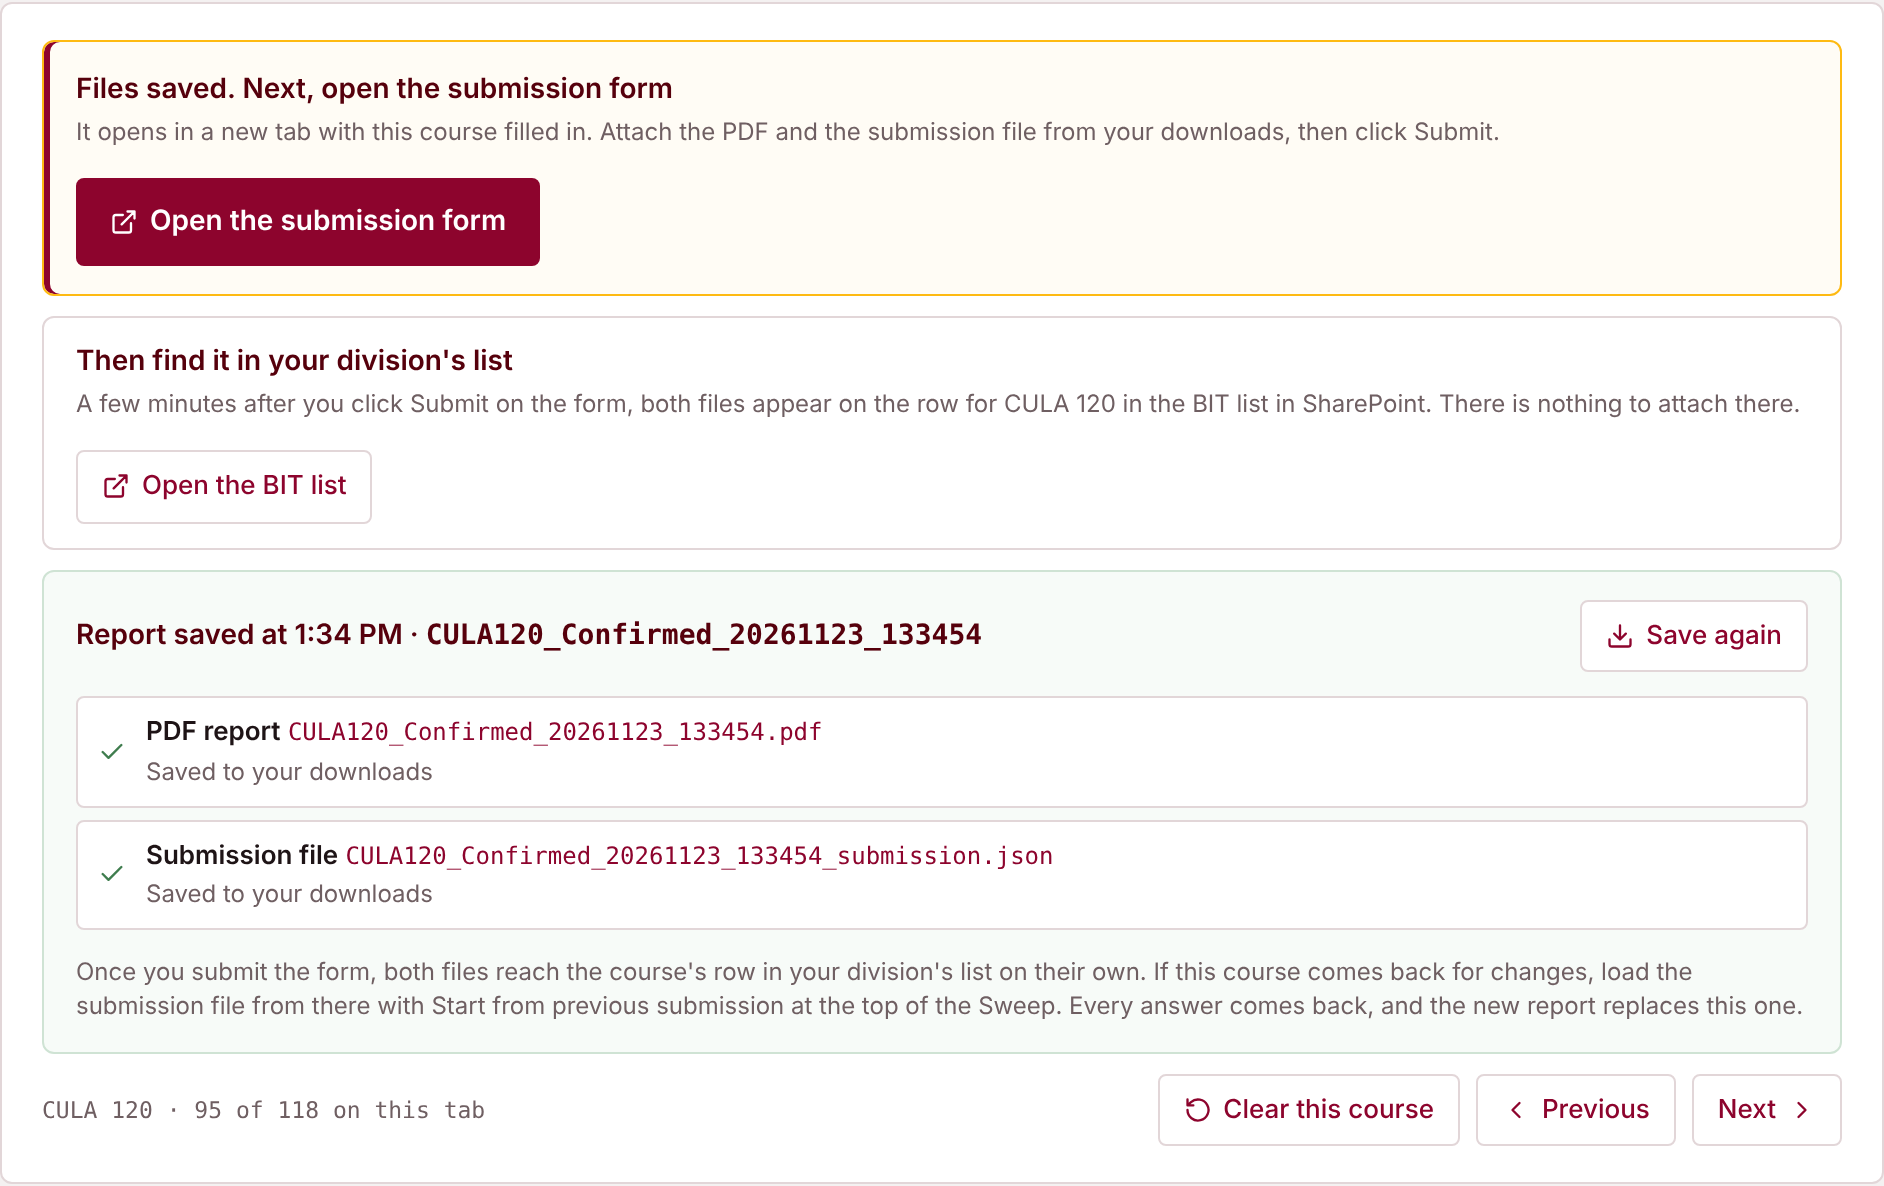 Files saved. Next, open the submission form
It opens in a new tab with this course filled in. Attach the PDF and the submission file from your downloads, then click Submit.
Open the submission form
Then find it in your division's list
A few minutes after you click Submit on the form, both files appear on the row for CULA 120 in the BIT list in SharePoint. There is nothing to attach there.
Open the BIT list
Report saved at 1:34 PM · CULA120_Confirmed_20261123_133454
Save again
PDF report CULA120_Confirmed_20261123_133454.pdf
Saved to your downloads
Submission file CULA120_Confirmed_20261123_133454_submission.json
Saved to your downloads
Once you submit the form, both files reach the course's row in your division's list on their own. If this course comes back for changes, load the
submission file from there with Start from previous submission at the top of the Sweep. Every answer comes back, and the new report replaces this one.
CULA 120 · 95 of 118 on this tab
Clear this course
Previous
Next